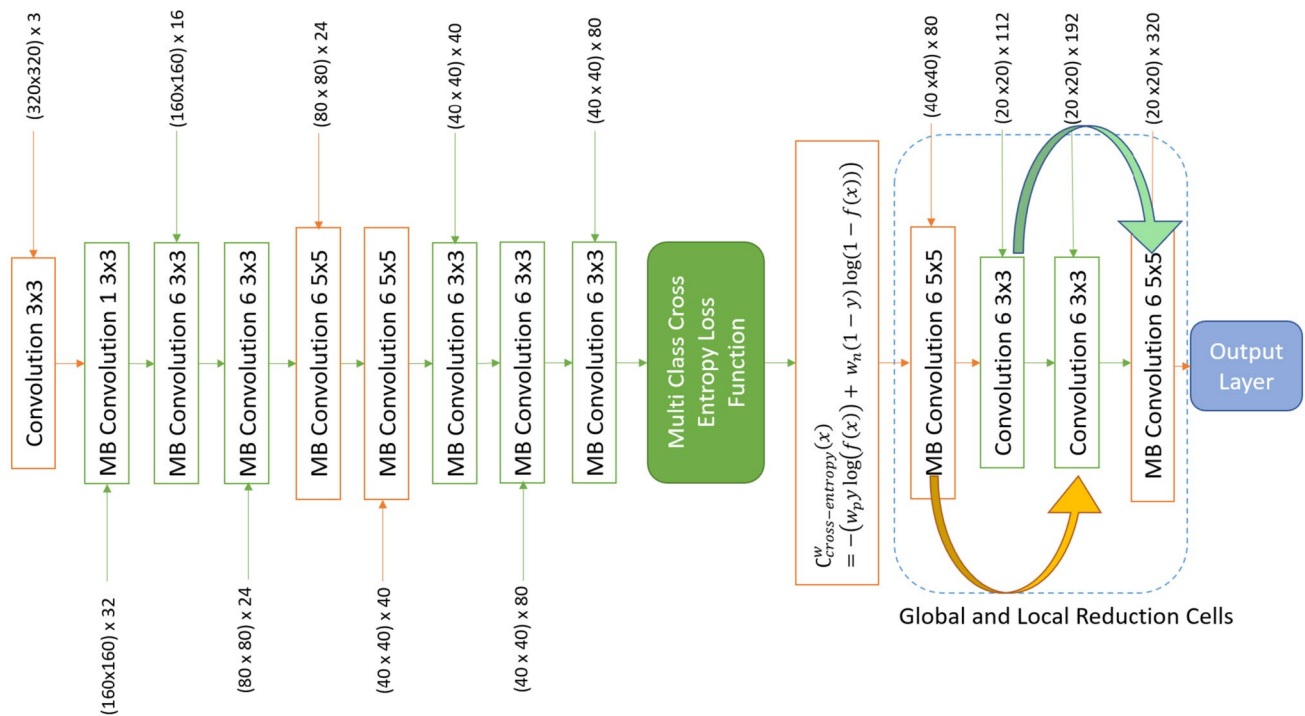 (320x320) x 3
(160x160) x 16
(80 x 80) x 24
(40 x 40) x 40
(40 x 40) x 80
(40 x40) x 80
(20 x20) x 112
(20 x20) x 192
(20 x20) x 320
Convolution 3x3
MB Convolution 1 3x3
MB Convolution 6 3x3
MB Convolution 6 3x3
MB Convolution 6 5x5
MB Convolution 6 5x5
MB Convolution 6 3x3
MB Convolution 6 3x3
MB Convolution 6 3x3
Multi Class Cross
Entropy Loss
Function
C^w_{cross-entropy}(x)
= -(w_p y log(f(x)) + w_n(1 - y) log(1 - f(x)))
MB Convolution 6 5x5
Convolution 6 3x3
Convolution 6 3x3
MB Convolution 6 5x5
Output
Layer
(160x160) x 32
(80 x 80) x 24
(40 x 40) x 40
(40 x 40) x 80
Global and Local Reduction Cells